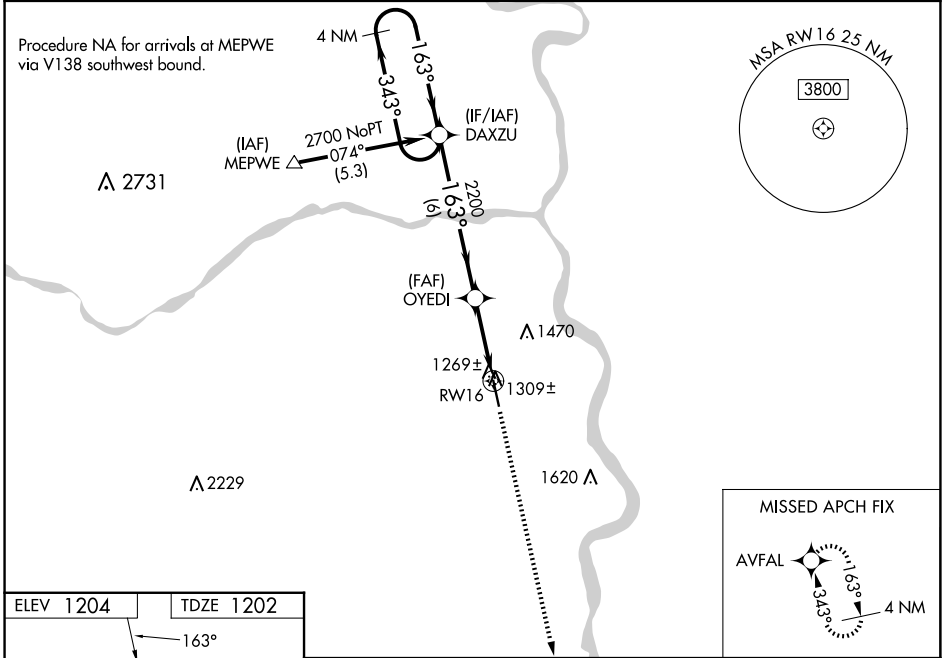 Procedure NA for arrivals at MEPWE
via V138 southwest bound.
4 NM
163°
343°
(IF/IAF)
DAXZU
(IAF)
MEPWE
2700 NoPT
074°
(5.3)
2731
2200
163°
(6)
(FAF)
OYEDI
1470
1269±
RW16
1309±
2229
1620
MSA RW16 25 NM
3800
MISSED APCH FIX
AVFAL
163°
343°
4 NM
ELEV 1204
TDZE 1202
163°